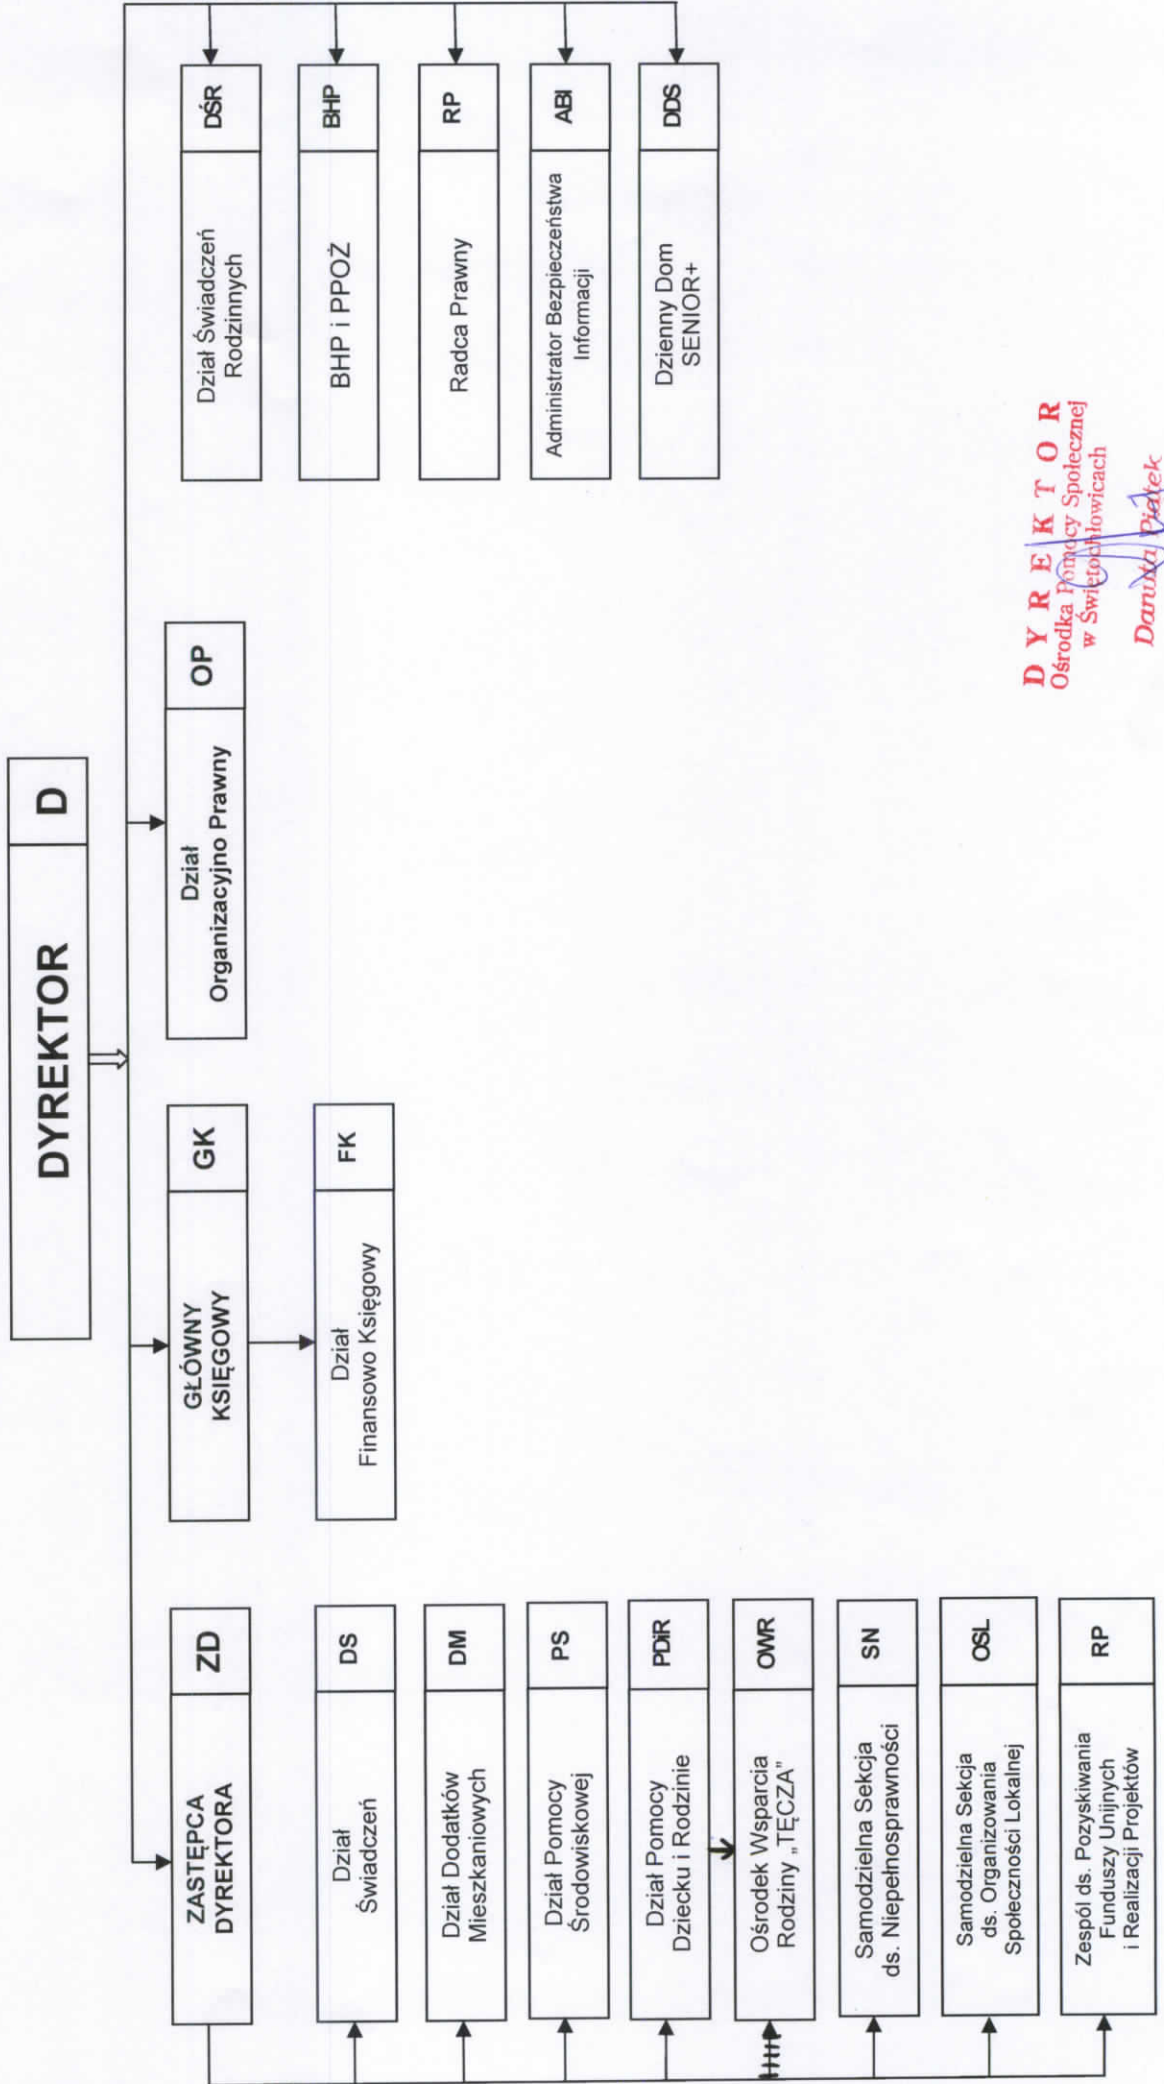 DYREKTOR
D
ZASTĘPCA
DYREKTORA
ZD
GŁÓWNY
KSIĘGOWY
GK
Dział
Organizacyjno Prawny
OP
Dział Świadczeń
Rodzinnych
DŚR
BHP i PPOŻ
BHP
Radca Prawny
RP
Administrator Bezpieczeństwa
Informacji
ABI
Dzienny Dom
SENIOR+
DDS
Dział
Finansowo Księgowy
FK
Dział
Świadczeń
DS
Dział Dodatków
Mieszkaniowych
DM
Dział Pomocy
Środowiskowej
PS
Dział Pomocy
Dziecku i Rodzinie
PDiR
Ośrodek Wsparcia
Rodziny „TĘCZA”
OWR
Samodzielna Sekcja
ds. Niepełnosprawności
SN
Samodzielna Sekcja
ds. Organizowania
Społeczności Lokalnej
OSL
Zespól ds. Pozyskiwania
Funduszy Unijnych
i Realizacji Projektów
RP
DYREKTOR
Ośrodka Pomocy Społecznej
w Świętochłowicach
Danuta Piątek